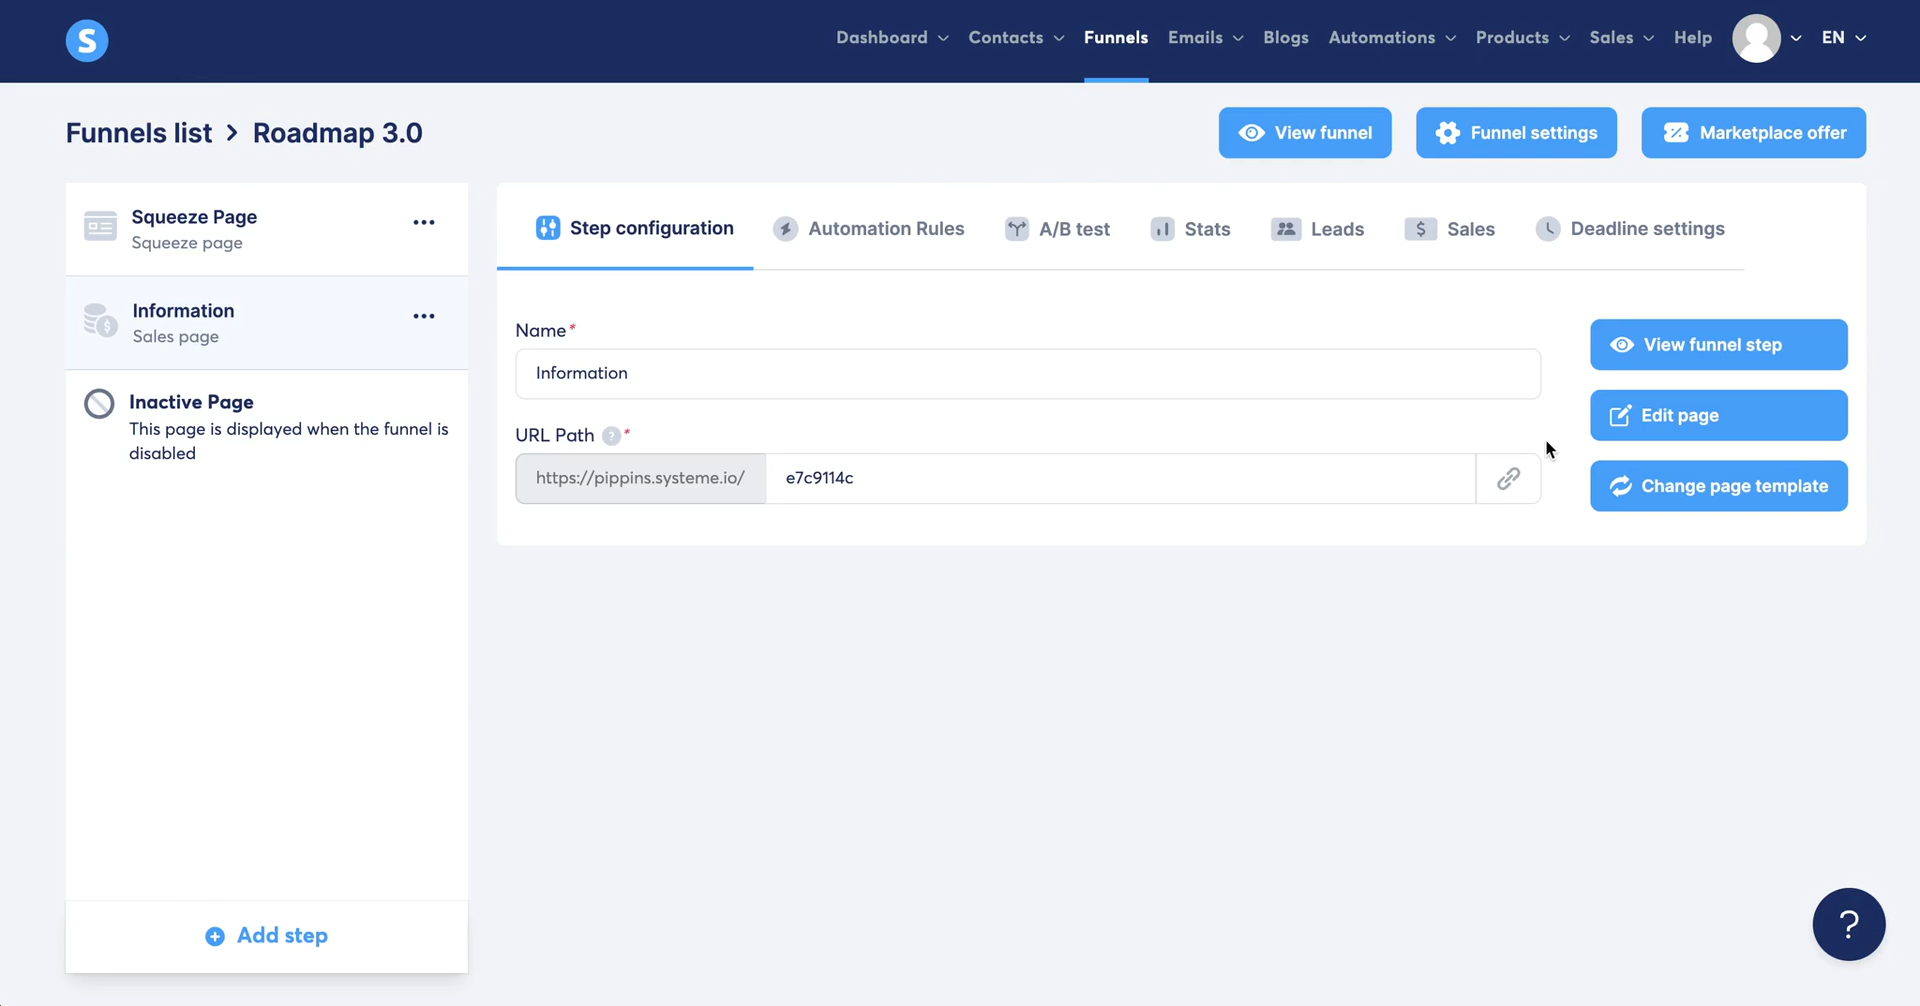 S
Dashboard Contacts Funnels Emails Blogs Automations Products Sales Help EN
Funnels list > Roadmap 3.0
View funnel
Funnel settings
Marketplace offer
Squeeze Page
Squeeze page
Information
Sales page
Inactive Page
This page is displayed when the funnel is
disabled
Add step
Step configuration
Automation Rules
A/B test
Stats
Leads
$ Sales
Deadline settings
Name*
Information
URL Path ? *
https://pippins.systeme.io/ e7c9114c
View funnel step
Edit page
Change page template
?